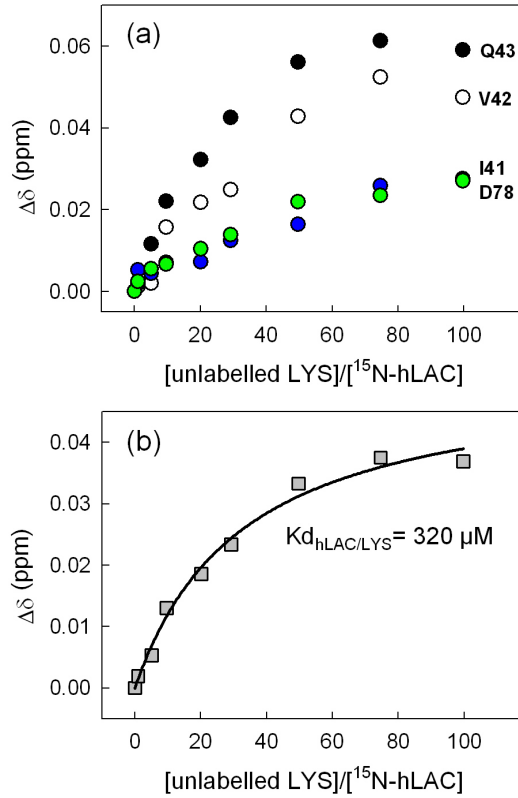 (a)
0.06
0.04
0.02
0.00
Δδ (ppm)
Q43
V42
I41
D78
0 20 40 60 80 100
[unlabelled LYS]/[¹⁵N-hLAC]
(b)
0.04
0.03
0.02
0.01
0.00
Δδ (ppm)
Kd_hLAC/LYS= 320 µM
0 20 40 60 80 100
[unlabelled LYS]/[¹⁵N-hLAC]